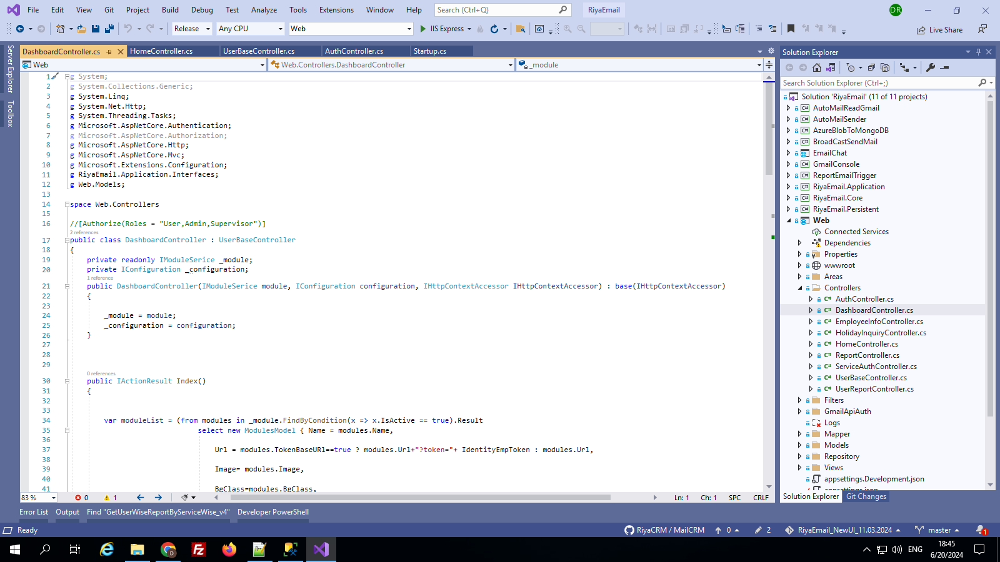 File Edit View Git Project Build Debug Test Analyze Tools Extensions Window Help Search (Ctrl+Q) RiyaEmail DR
Release Any CPU Web IIS Express Live Share
Server Explorer
Toolbox
DashboardController.cs HomeController.cs UserBaseController.cs AuthController.cs Startup.cs
Web Web.Controllers.DashboardController _module
1 g System;
2 g System.Collections.Generic;
3 g System.Linq;
4 g System.Net.Http;
5 g System.Threading.Tasks;
6 g Microsoft.AspNetCore.Authentication;
7 g Microsoft.AspNetCore.Authorization;
8 g Microsoft.AspNetCore.Http;
9 g Microsoft.AspNetCore.Mvc;
10 g Microsoft.Extensions.Configuration;
11 g RiyaEmail.Application.Interfaces;
12 g Web.Models;
13
14 space Web.Controllers
15
16 //[Authorize(Roles = "User,Admin,Supervisor")]
2 references
17 public class DashboardController : UserBaseController
18 {
19 private readonly IModuleSerice _module;
20 private IConfiguration _configuration;
1 reference
21 public DashboardController(IModuleSerice module, IConfiguration configuration, IHttpContextAccessor IHttpContextAccessor) : base(IHttpContextAccessor)
22 {
23
24 _module = module;
25 _configuration = configuration;
26 }
27
28
29
0 references
30 public IActionResult Index()
31 {
32
33
34 var moduleList = (from modules in _module.FindByCondition(x => x.IsActive == true).Result
35 select new ModulesModel { Name = modules.Name,
36
37 Url = modules.TokenBaseURl==true ? modules.Url+"?token="+ IdentityEmpToken : modules.Url,
38
39 Image= modules.Image,
40
41 BgClass=modules.BgClass,
83 % 0 1 Ln: 1 Ch: 1 SPC CRLF
Solution Explorer
Search Solution Explorer (Ctrl+;)
Solution 'RiyaEmail' (11 of 11 projects)
AutoMailReadGmail
AutoMailSender
AzureBlobToMongoDB
BroadCastSendMail
EmailChat
GmailConsole
ReportEmailTrigger
RiyaEmail.Application
RiyaEmail.Core
RiyaEmail.Persistent
Web
Connected Services
Dependencies
Properties
wwwroot
Areas
Controllers
C# AuthController.cs
C# DashboardController.cs
C# EmployeeInfoController.cs
C# HolidayInquiryController.cs
C# HomeController.cs
C# ReportController.cs
C# ServiceAuthController.cs
C# UserBaseController.cs
C# UserReportController.cs
Filters
GmailApiAuth
Logs
Mapper
Models
Repository
Views
appsettings.Development.json
appsettings.json
Solution Explorer Git Changes
Error List Output Find "GetUserWiseReportByServiceWise_v4" Developer PowerShell
Ready RiyaCRM / MailCRM 0 2 RiyaEmail_NewUI_11.03.2024 master 1
ENG 18:45
6/20/2024